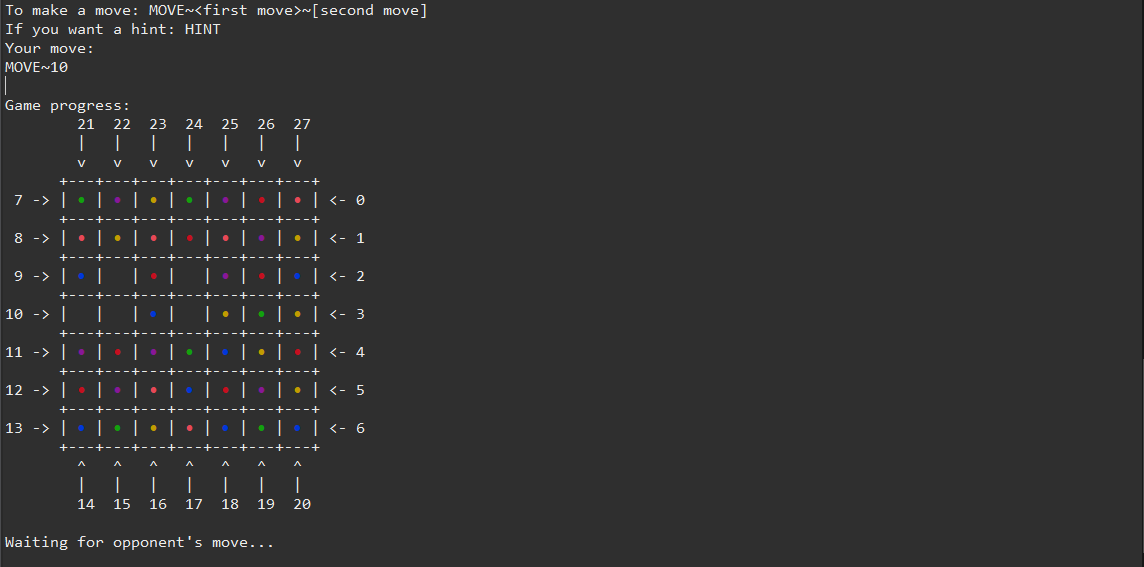 To make a move: MOVE~<first move>~[second move]
If you want a hint: HINT
Your move:
MOVE~10
Game progress:
        21  22  23  24  25  26  27
        |   |   |   |   |   |   |
        v   v   v   v   v   v   v
      +---+---+---+---+---+---+---+
 7 -> | • | • | • | • | • | • | • | <- 0
      +---+---+---+---+---+---+---+
 8 -> | • | • | • | • | • | • | • | <- 1
      +---+---+---+---+---+---+---+
 9 -> | • |   | • |   | • | • | • | <- 2
      +---+---+---+---+---+---+---+
10 -> |   |   | • |   | • | • | • | <- 3
      +---+---+---+---+---+---+---+
11 -> | • | • | • | • | • | • | • | <- 4
      +---+---+---+---+---+---+---+
12 -> | • | • | • | • | • | • | • | <- 5
      +---+---+---+---+---+---+---+
13 -> | • | • | • | • | • | • | • | <- 6
      +---+---+---+---+---+---+---+
        ^   ^   ^   ^   ^   ^   ^
        |   |   |   |   |   |   |
        14  15  16  17  18  19  20
Waiting for opponent's move...